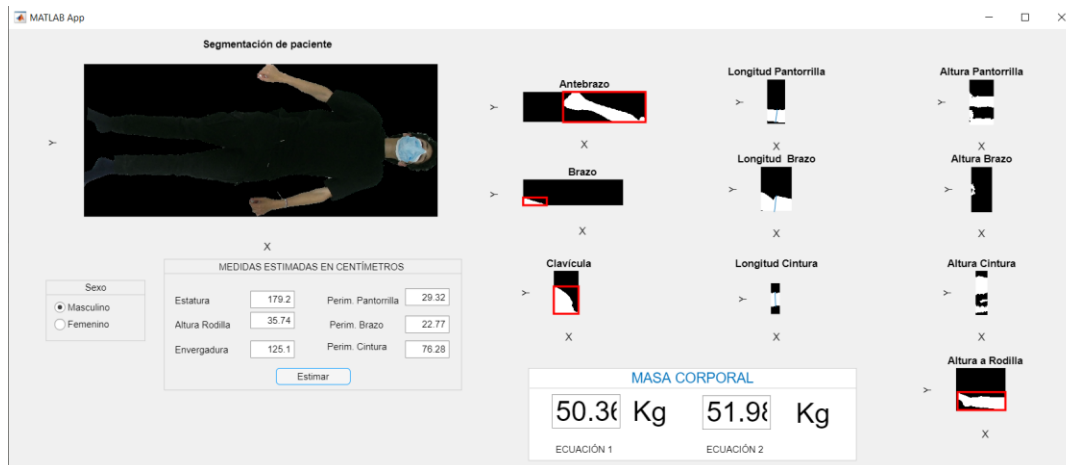 MATLAB App
Segmentación de paciente
Y
X
Antebrazo
Y
X
Longitud Pantorrilla
Y
X
Altura Pantorrilla
Y
X
Brazo
Y
X
Longitud Brazo
Y
X
Altura Brazo
Y
X
Clavícula
Y
X
Longitud Cintura
Y
X
Altura Cintura
Y
X
Altura a Rodilla
Y
X
Sexo
Masculino
Femenino
MEDIDAS ESTIMADAS EN CENTÍMETROS
Estatura 179.2 Perim. Pantorrilla 29.32
Altura Rodilla 35.74 Perim. Brazo 22.77
Envergadura 125.1 Perim. Cintura 76.28
Estimar
MASA CORPORAL
50.36 Kg 51.98 Kg
ECUACIÓN 1 ECUACIÓN 2